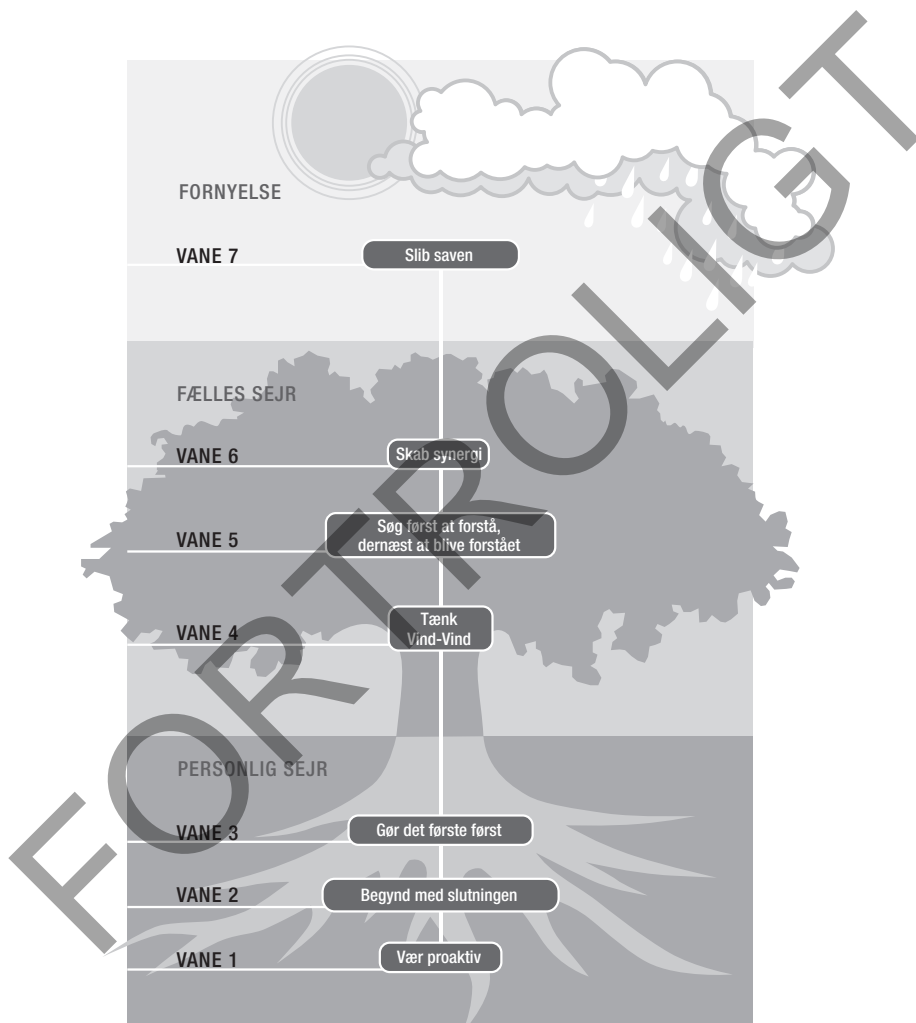 FORNYELSE
VANE 7
Slib saven
FÆLLES SEJR
VANE 6
Skab synergi
VANE 5
Søg først at forstå,
dernæst at blive forstået
VANE 4
Tænk
Vind-Vind
PERSONLIG SEJR
VANE 3
Gør det første først
VANE 2
Begynd med slutningen
VANE 1
Vær proaktiv
FORTROLIGT